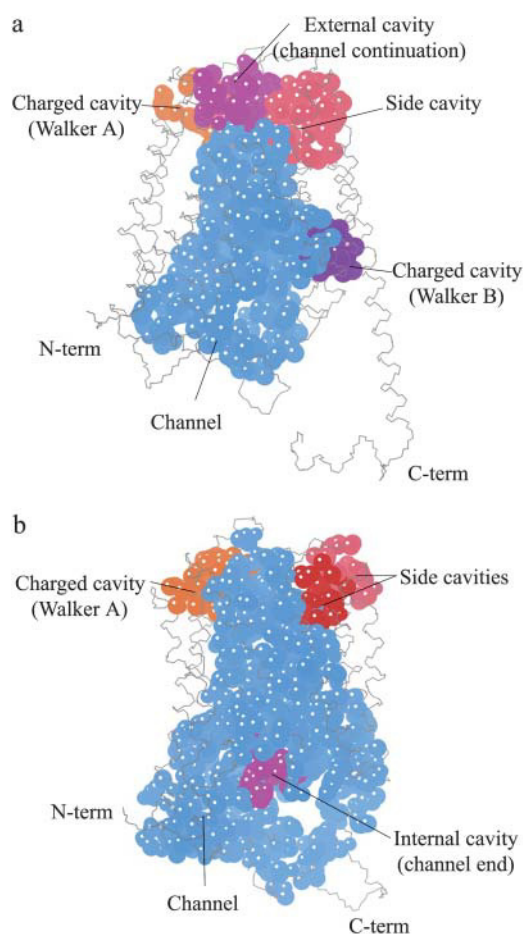 a
External cavity
(channel continuation)
Charged cavity
(Walker A)
Side cavity
Charged cavity
(Walker B)
N-term
Channel
C-term
b
Charged cavity
(Walker A)
Side cavities
N-term
Internal cavity
(channel end)
Channel
C-term